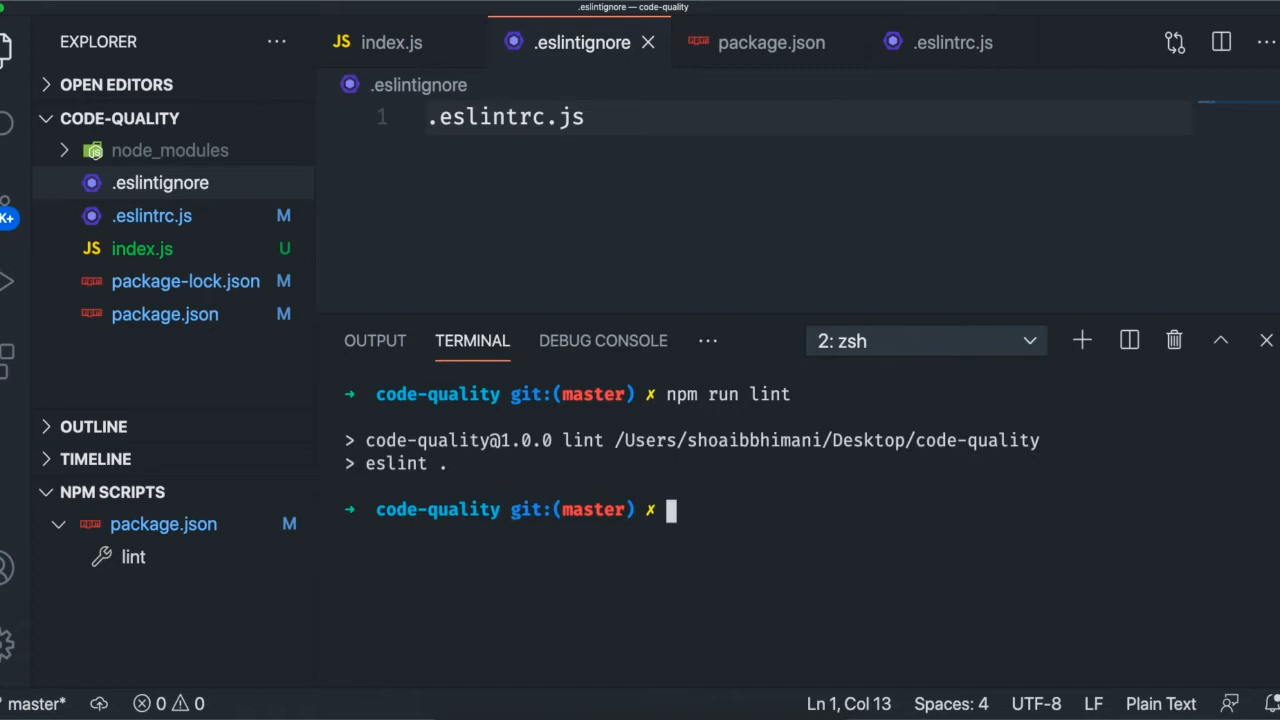 .eslintignore — code-quality
EXPLORER
JS index.js
.eslintignore
package.json
.eslintrc.js
OPEN EDITORS
.eslintignore
CODE-QUALITY
1 .eslintrc.js
node_modules
.eslintignore
K+
.eslintrc.js M
JS index.js U
package-lock.json M
package.json M
OUTPUT TERMINAL DEBUG CONSOLE 2: zsh
➜ code-quality git:(master) ✗ npm run lint
> code-quality@1.0.0 lint /Users/shoaibbhimani/Desktop/code-quality
> eslint .
➜ code-quality git:(master) ✗
OUTLINE
TIMELINE
NPM SCRIPTS
package.json M
lint
master* 0 0 Ln 1, Col 13 Spaces: 4 UTF-8 LF Plain Text